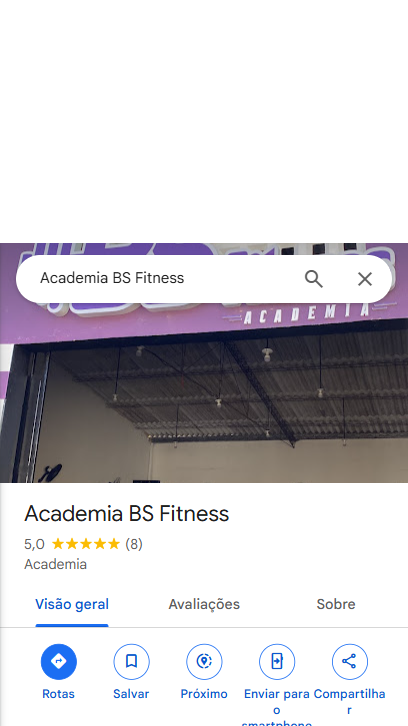 Academia BS Fitness
ACADEMIA
Academia BS Fitness
5,0 (8)
Academia
Visão geral Avaliações Sobre
Rotas Salvar Próximo Enviar para o smartphone Compartilhar